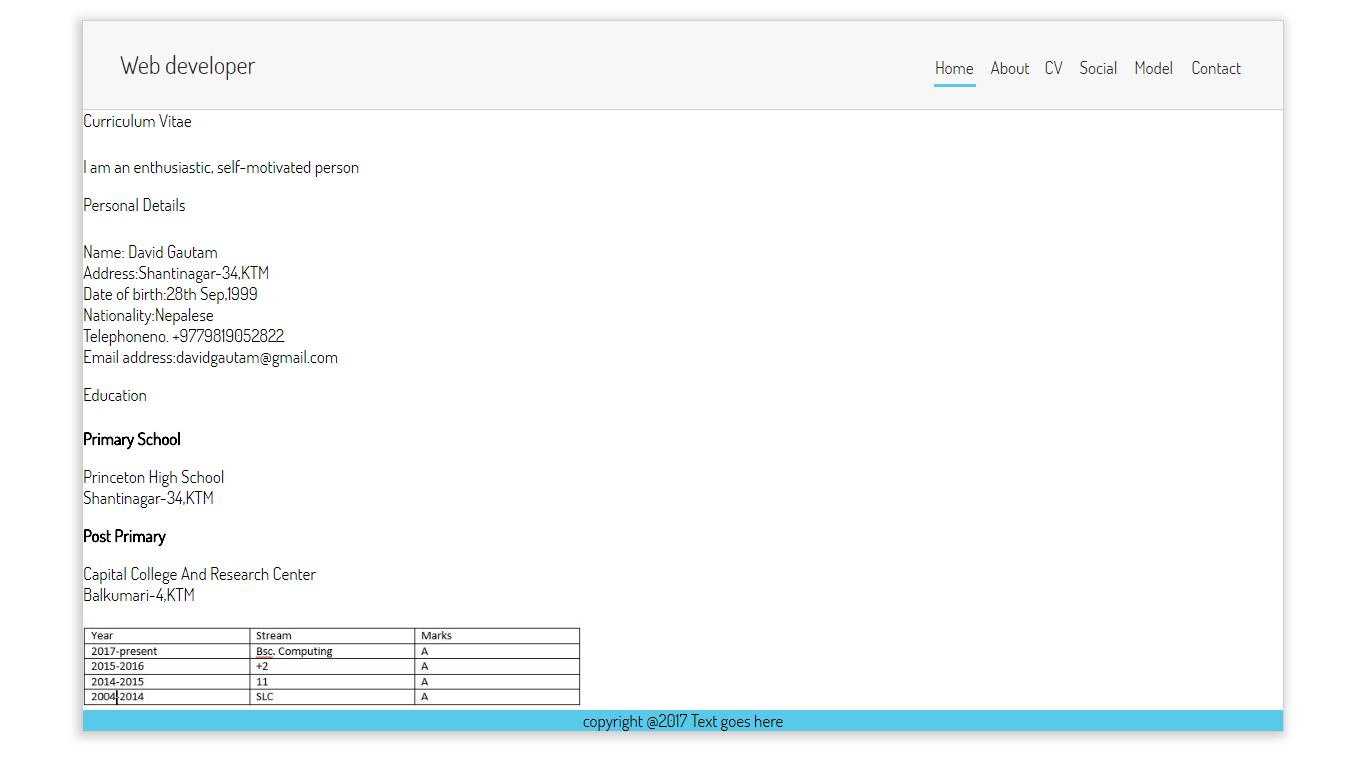 Web developer
Home About CV Social Model Contact
Curriculum Vitae
I am an enthusiastic, self-motivated person
Personal Details
Name: David Gautam
Address:Shantinagar-34,KTM
Date of birth:28th Sep,1999
Nationality:Nepalese
Telephoneno. +9779819052822
Email address:davidgautam@gmail.com
Education
Primary School
Princeton High School
Shantinagar-34,KTM
Post Primary
Capital College And Research Center
Balkumari-4,KTM
Year Stream Marks
2017-present Bsc. Computing A
2015-2016 +2 A
2014-2015 11 A
2004-2014 SLC A
copyright @2017 Text goes here